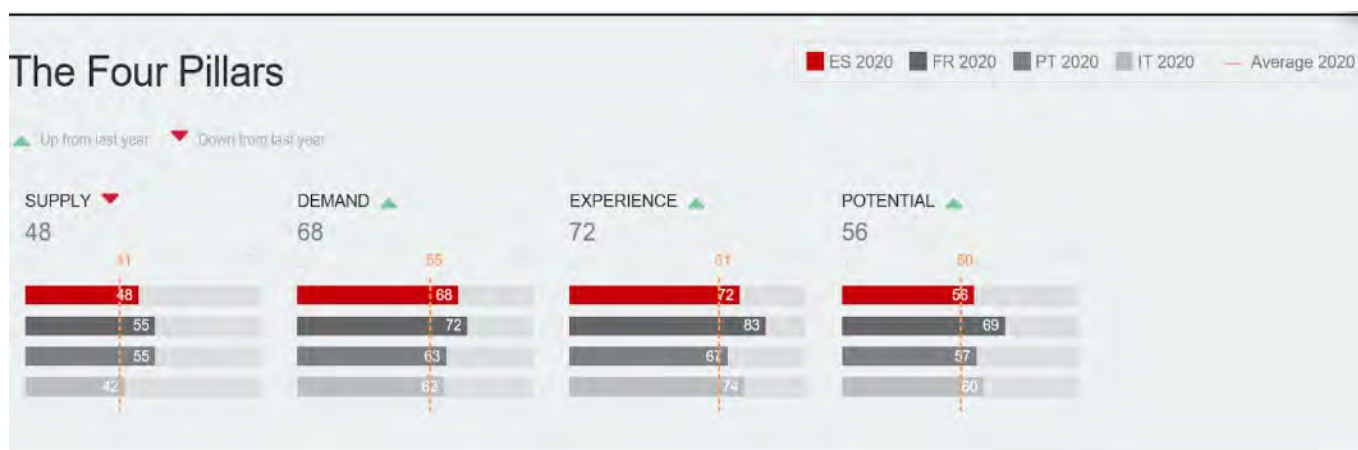 The Four Pillars
ES 2020 FR 2020 PT 2020 IT 2020 Average 2020
Up from last year Down from last year
SUPPLY DEMAND EXPERIENCE POTENTIAL
48 68 72 56
41 55 61 50
48 68 72 56
55 72 83 69
55 63 67 57
42 62 74 60